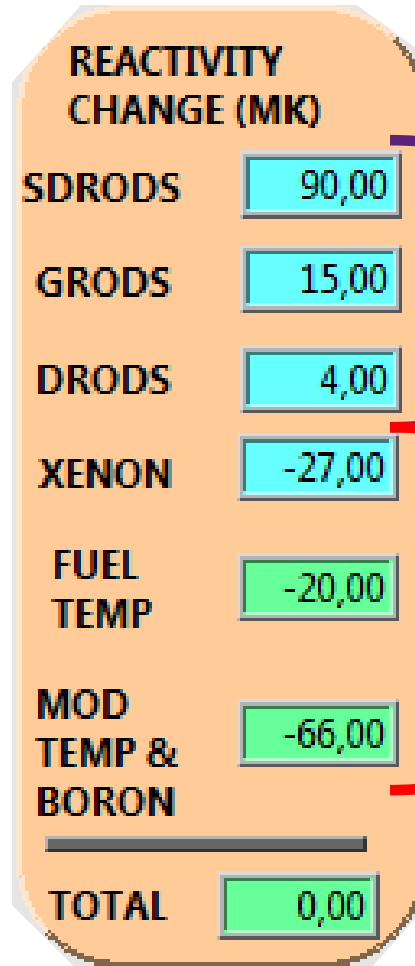 REACTIVITY
CHANGE (MK)
SDRODS 90,00
GRODS 15,00
DRODS 4,00
XENON -27,00
FUEL
TEMP -20,00
MOD
TEMP & -66,00
BORON
TOTAL 0,00